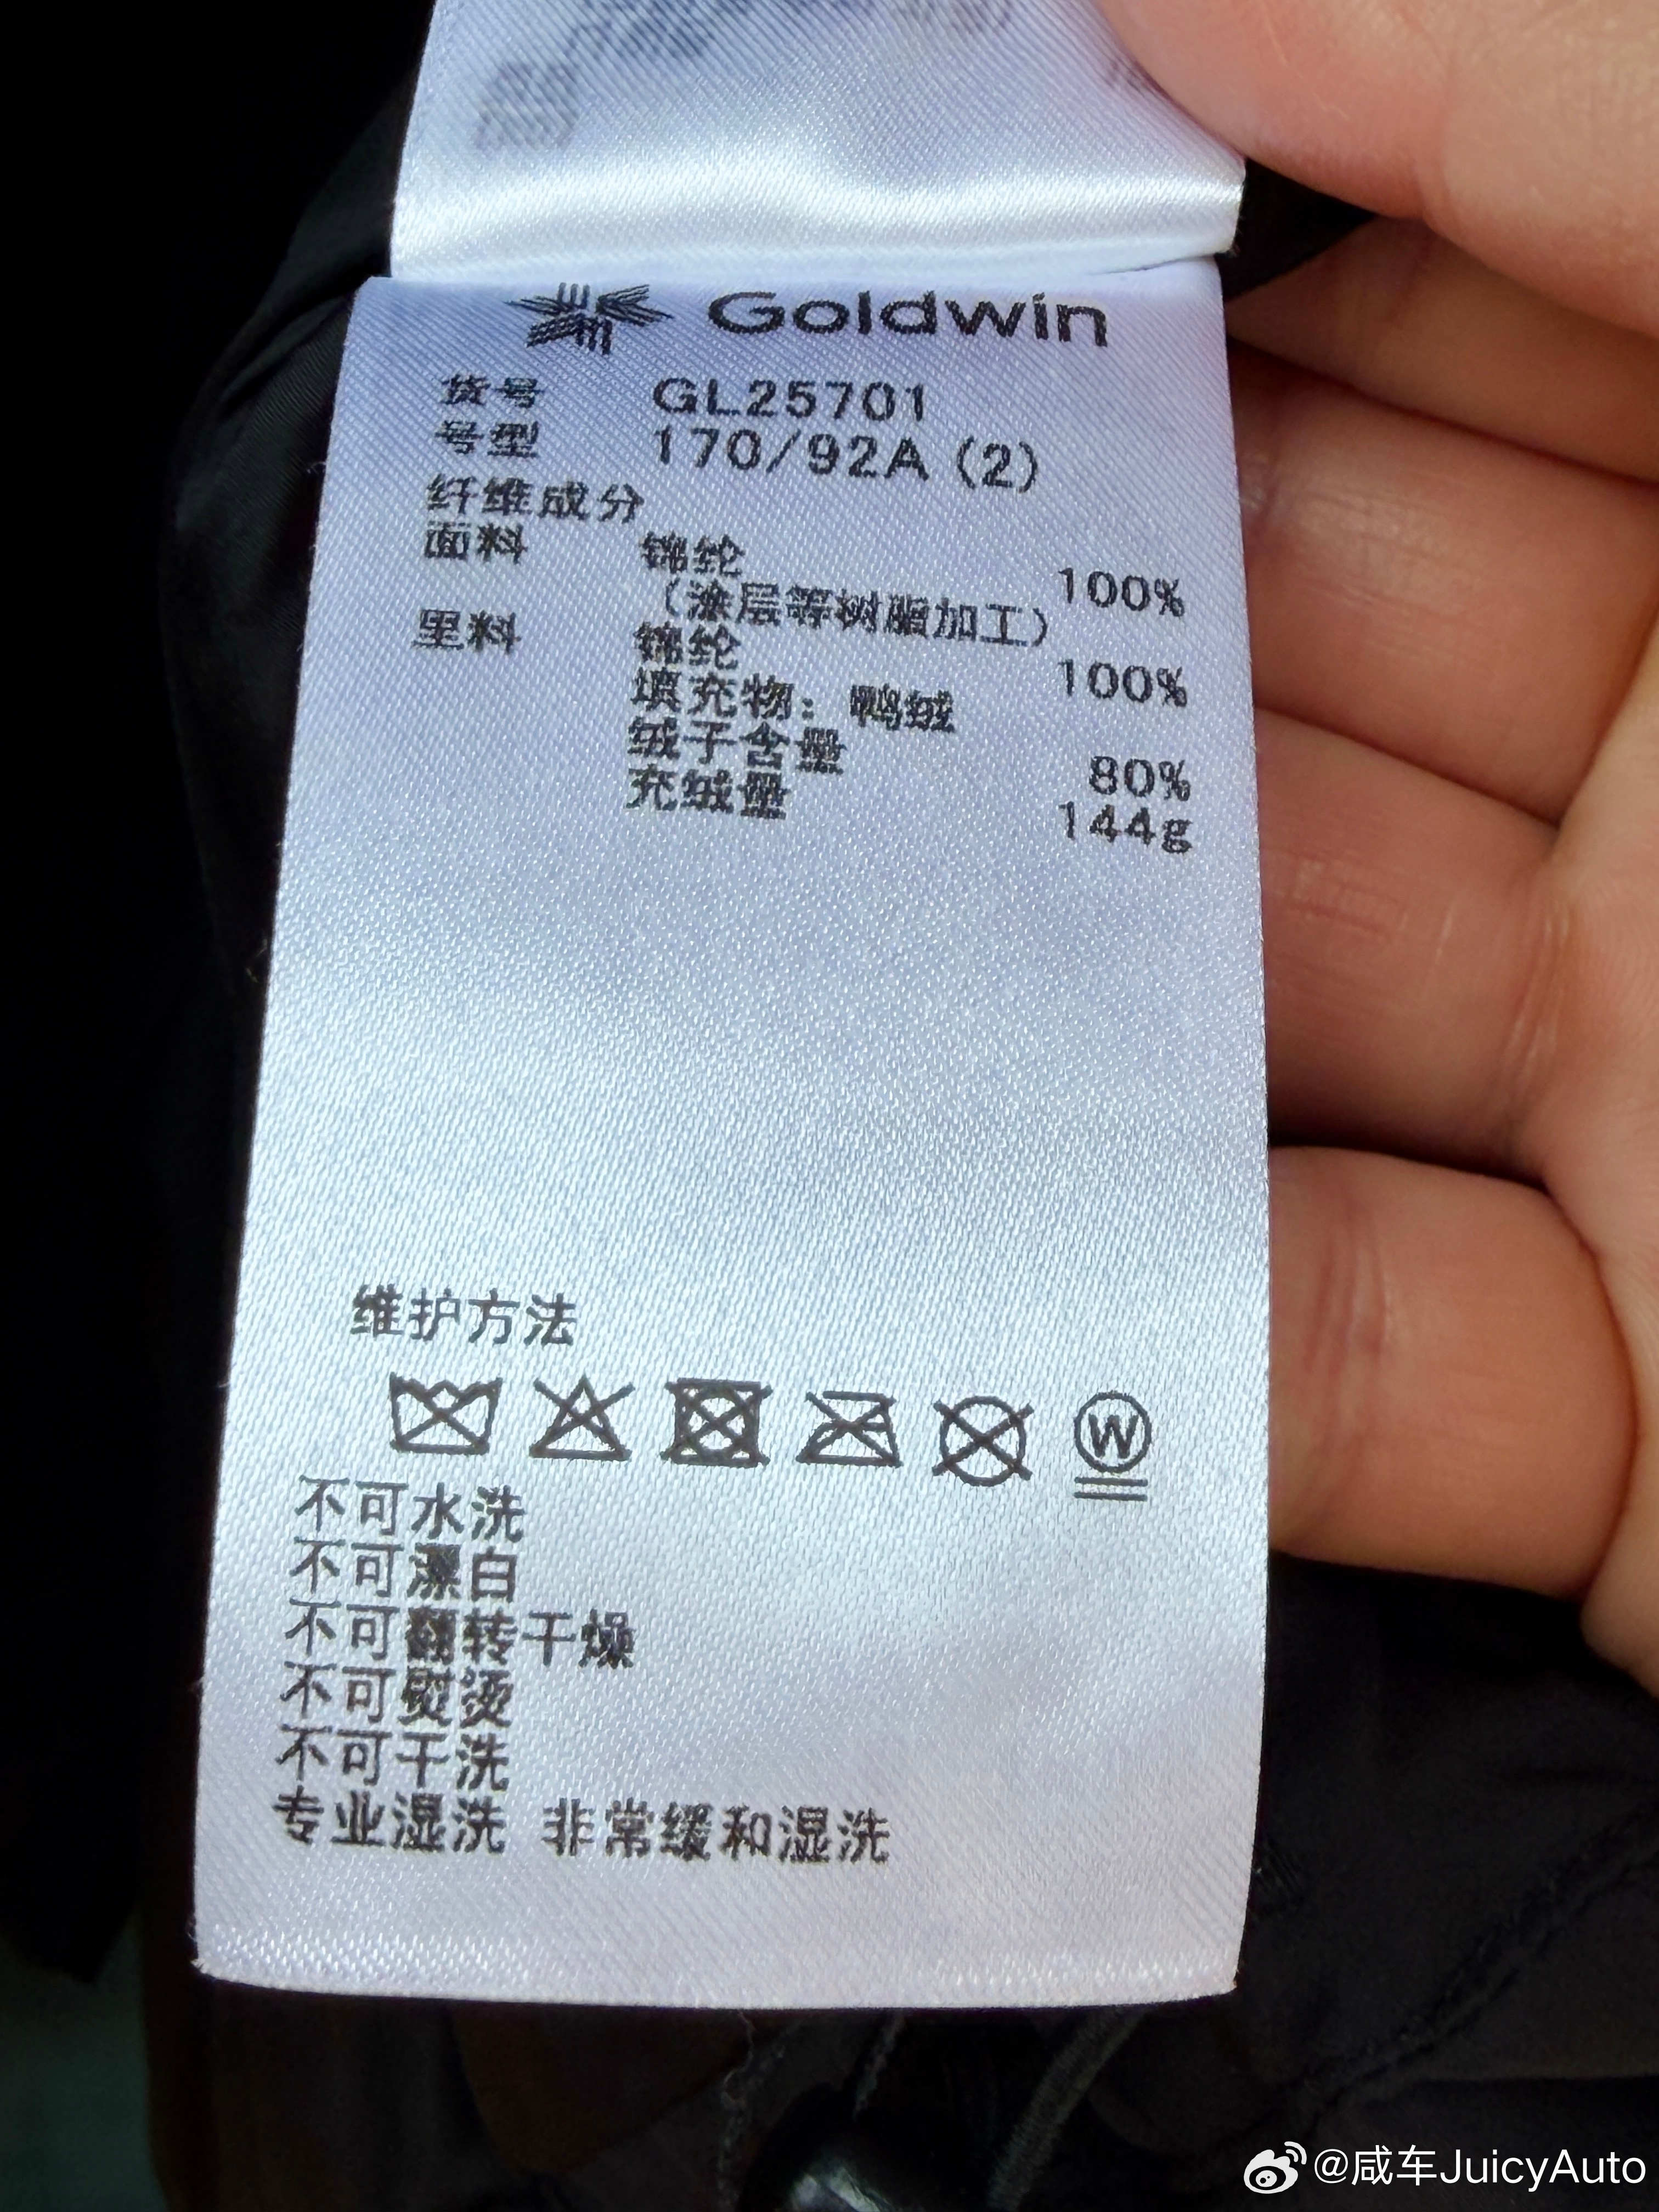 Goldwin
货号 GL25701
号型 170/92A (2)
纤维成分
面料 锦纶 100%
（涂层等树脂加工）
里料 锦纶 100%
填充物：鸭绒
绒子含量 80%
充绒量 144g
维护方法
W
不可水洗
不可漂白
不可翻转干燥
不可熨烫
不可干洗
专业湿洗 非常缓和湿洗
@咸车JuicyAuto